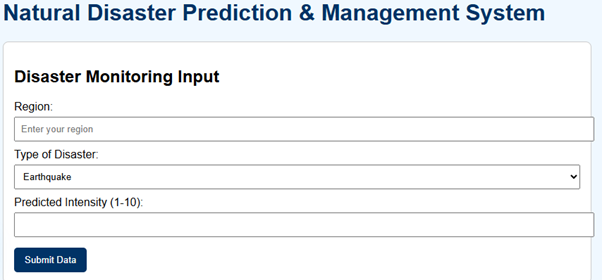 Natural Disaster Prediction & Management System
Disaster Monitoring Input
Region:
Enter your region
Type of Disaster:
Earthquake
Predicted Intensity (1-10):
Submit Data